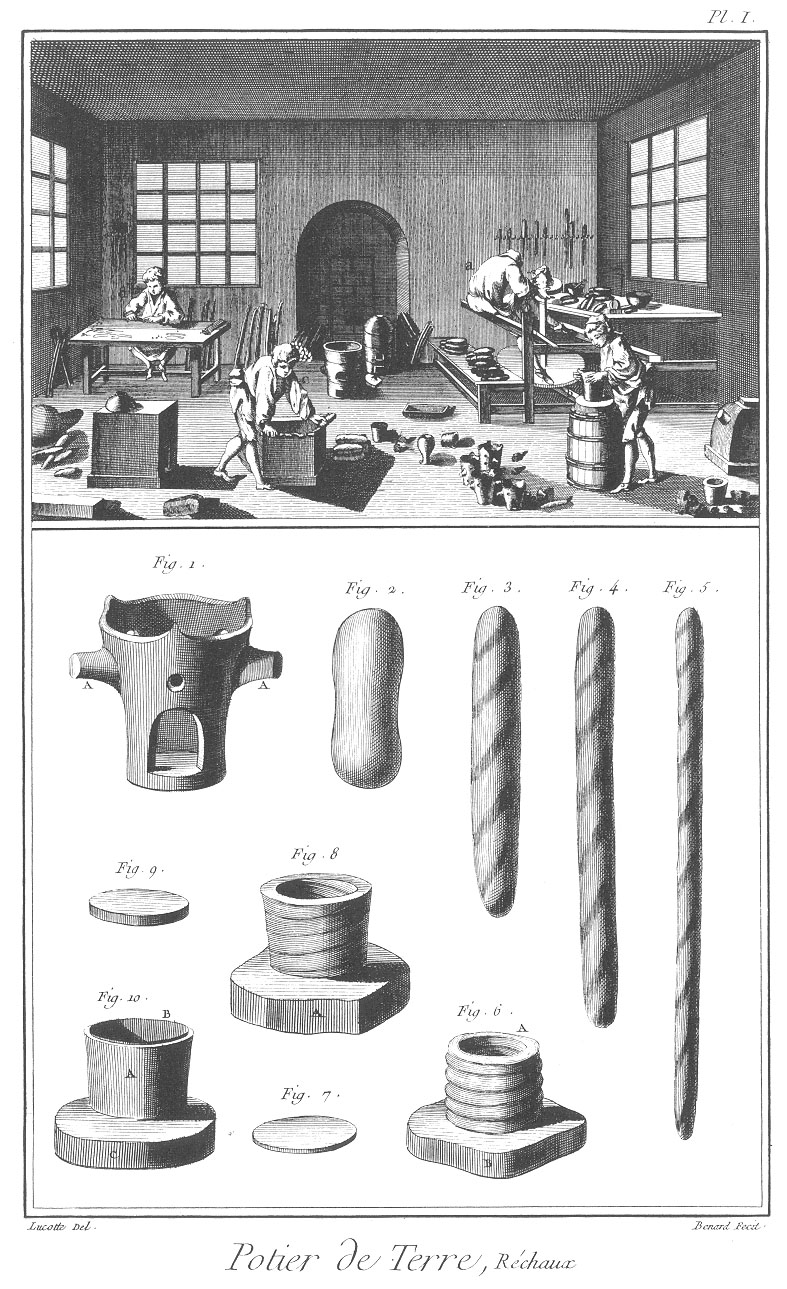 Pl. I.
a
Fig. 1.
A
A
Fig. 2.
Fig. 3.
Fig. 4.
Fig. 5.
Fig. 9.
Fig. 8
A
Fig. 10.
B
A
C
Fig. 7.
Fig. 6.
A
B
Lucotte Del.
Benard Fecit.
Potier de Terre, Réchaux